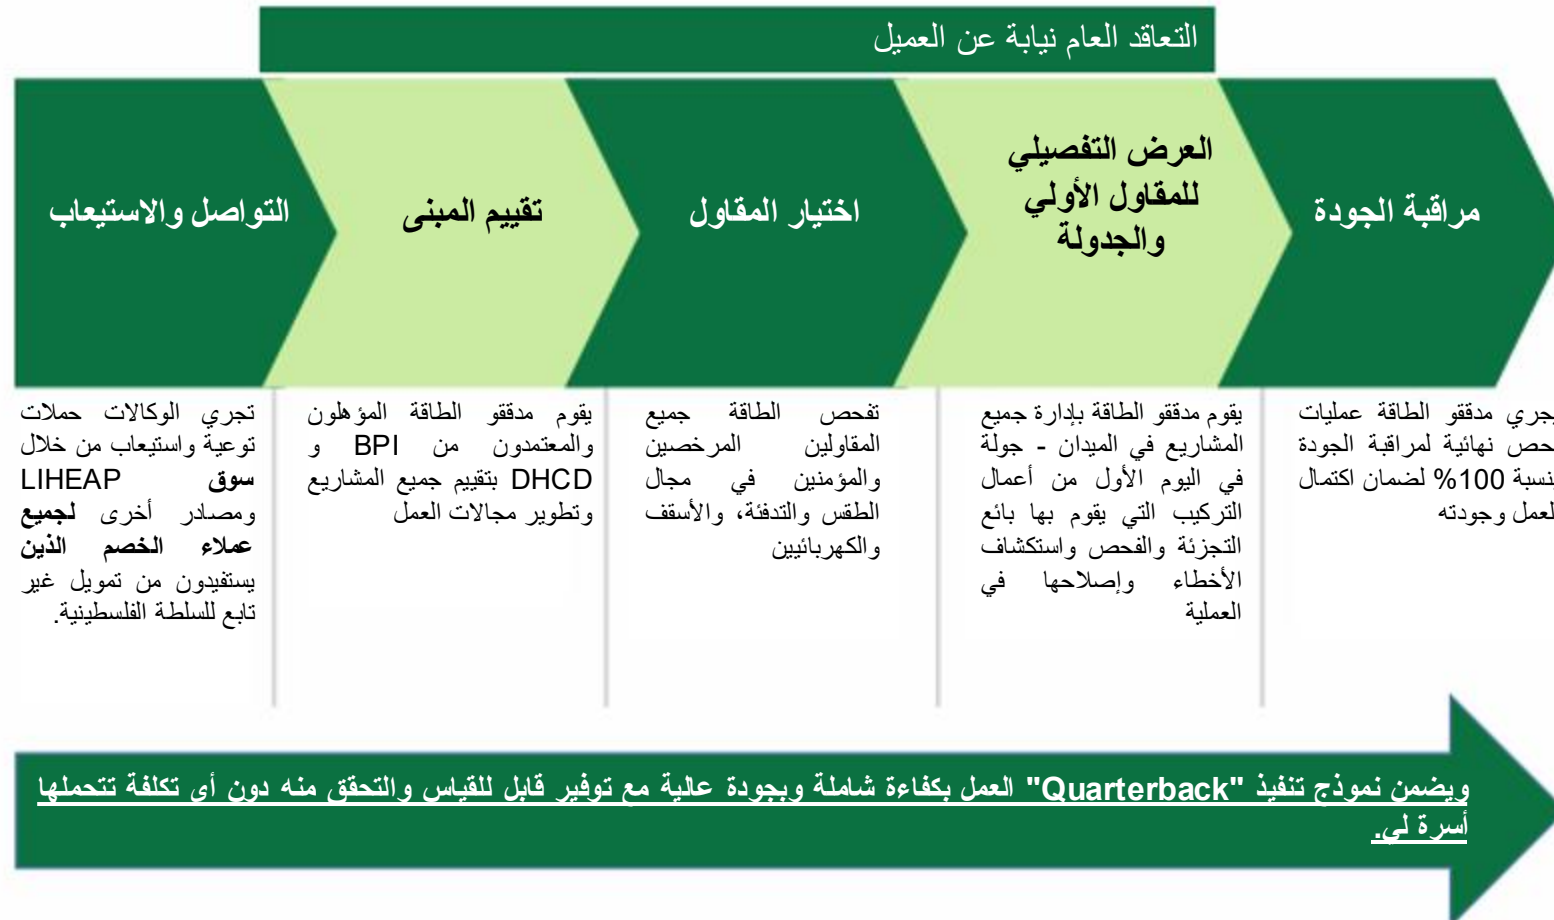 التعاقد العام نيابة عن العميل
التواصل والاستيعاب
تقييم المبنى
اختيار المقاول
العرض التفصيلي
للمقاول الأولي
والجدولة
مراقبة الجودة
تجري الوكالات حملات
توعية واستيعاب من خلال
سوق LIHEAP
ومصادر أخرى لجميع
عملاء الخصم الذين
يستفيدون من تمويل غير
تابع للسلطة الفلسطينية.
يقوم مدققو الطاقة المؤهلون
والمعتمدون من BPI و
DHCD بتقييم جميع المشاريع
وتطوير مجالات العمل
تفحص الطاقة جميع
المقاولين المرخصين
والمؤمنين في مجال
الطقس والتدفئة، والأسقف
والكهربائيين
يقوم مدققو الطاقة بإدارة جميع
المشاريع في الميدان - جولة
في اليوم الأول من أعمال
التركيب التي يقوم بها بائع
التجزئة والفحص واستكشاف
الأخطاء وإصلاحها في
العملية
يجري مدققو الطاقة عمليات
فحص نهائية لمراقبة الجودة
بنسبة 100% لضمان اكتمال
العمل وجودته
ويضمن نموذج تنفيذ "Quarterback" العمل بكفاءة شاملة وبجودة عالية مع توفير قابل للقياس والتحقق منه دون أي تكلفة تتحملها
أسرة لي.